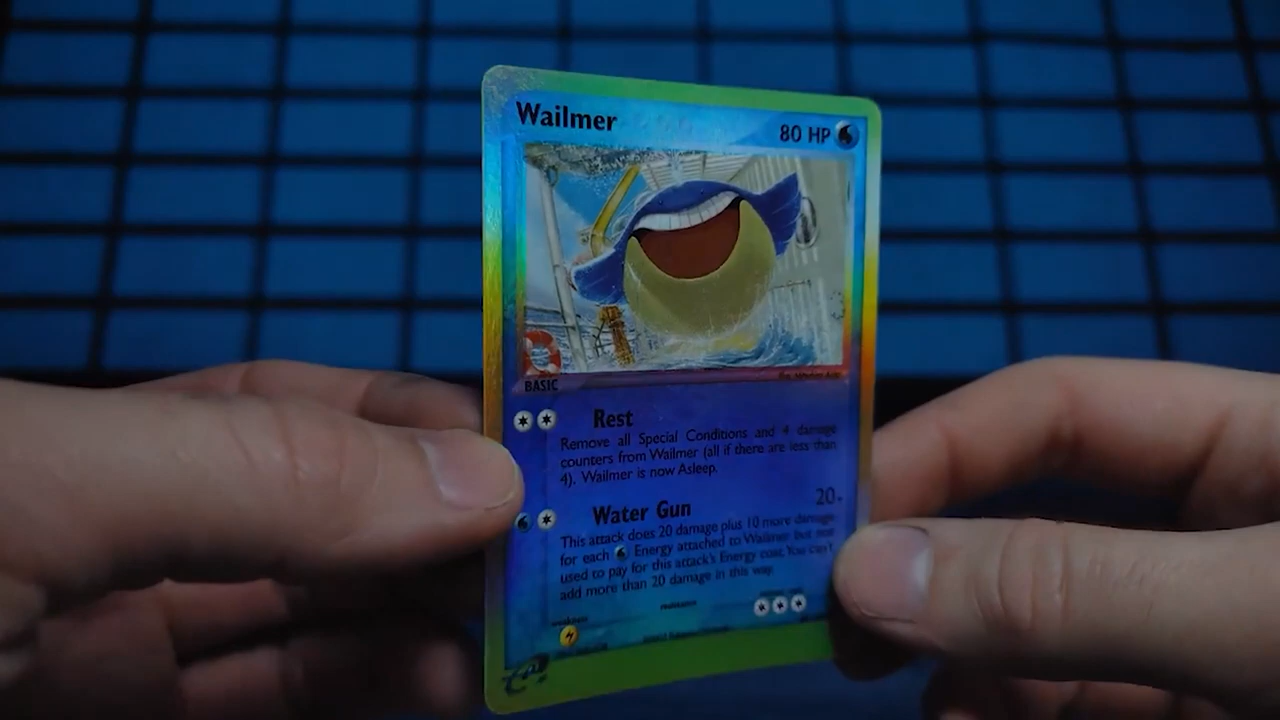 Wailmer
80 HP
BASIC
Rest
Remove all Special Conditions and 4 damage
counters from Wailmer (all if there are less than
4). Wailmer is now Asleep.
Water Gun 20+
This attack does 20 damage plus 10 more damage
for each Energy attached to Wailmer but not
used to pay for this attack's Energy cost. You can't
add more than 20 damage in this way.
weakness
resistance